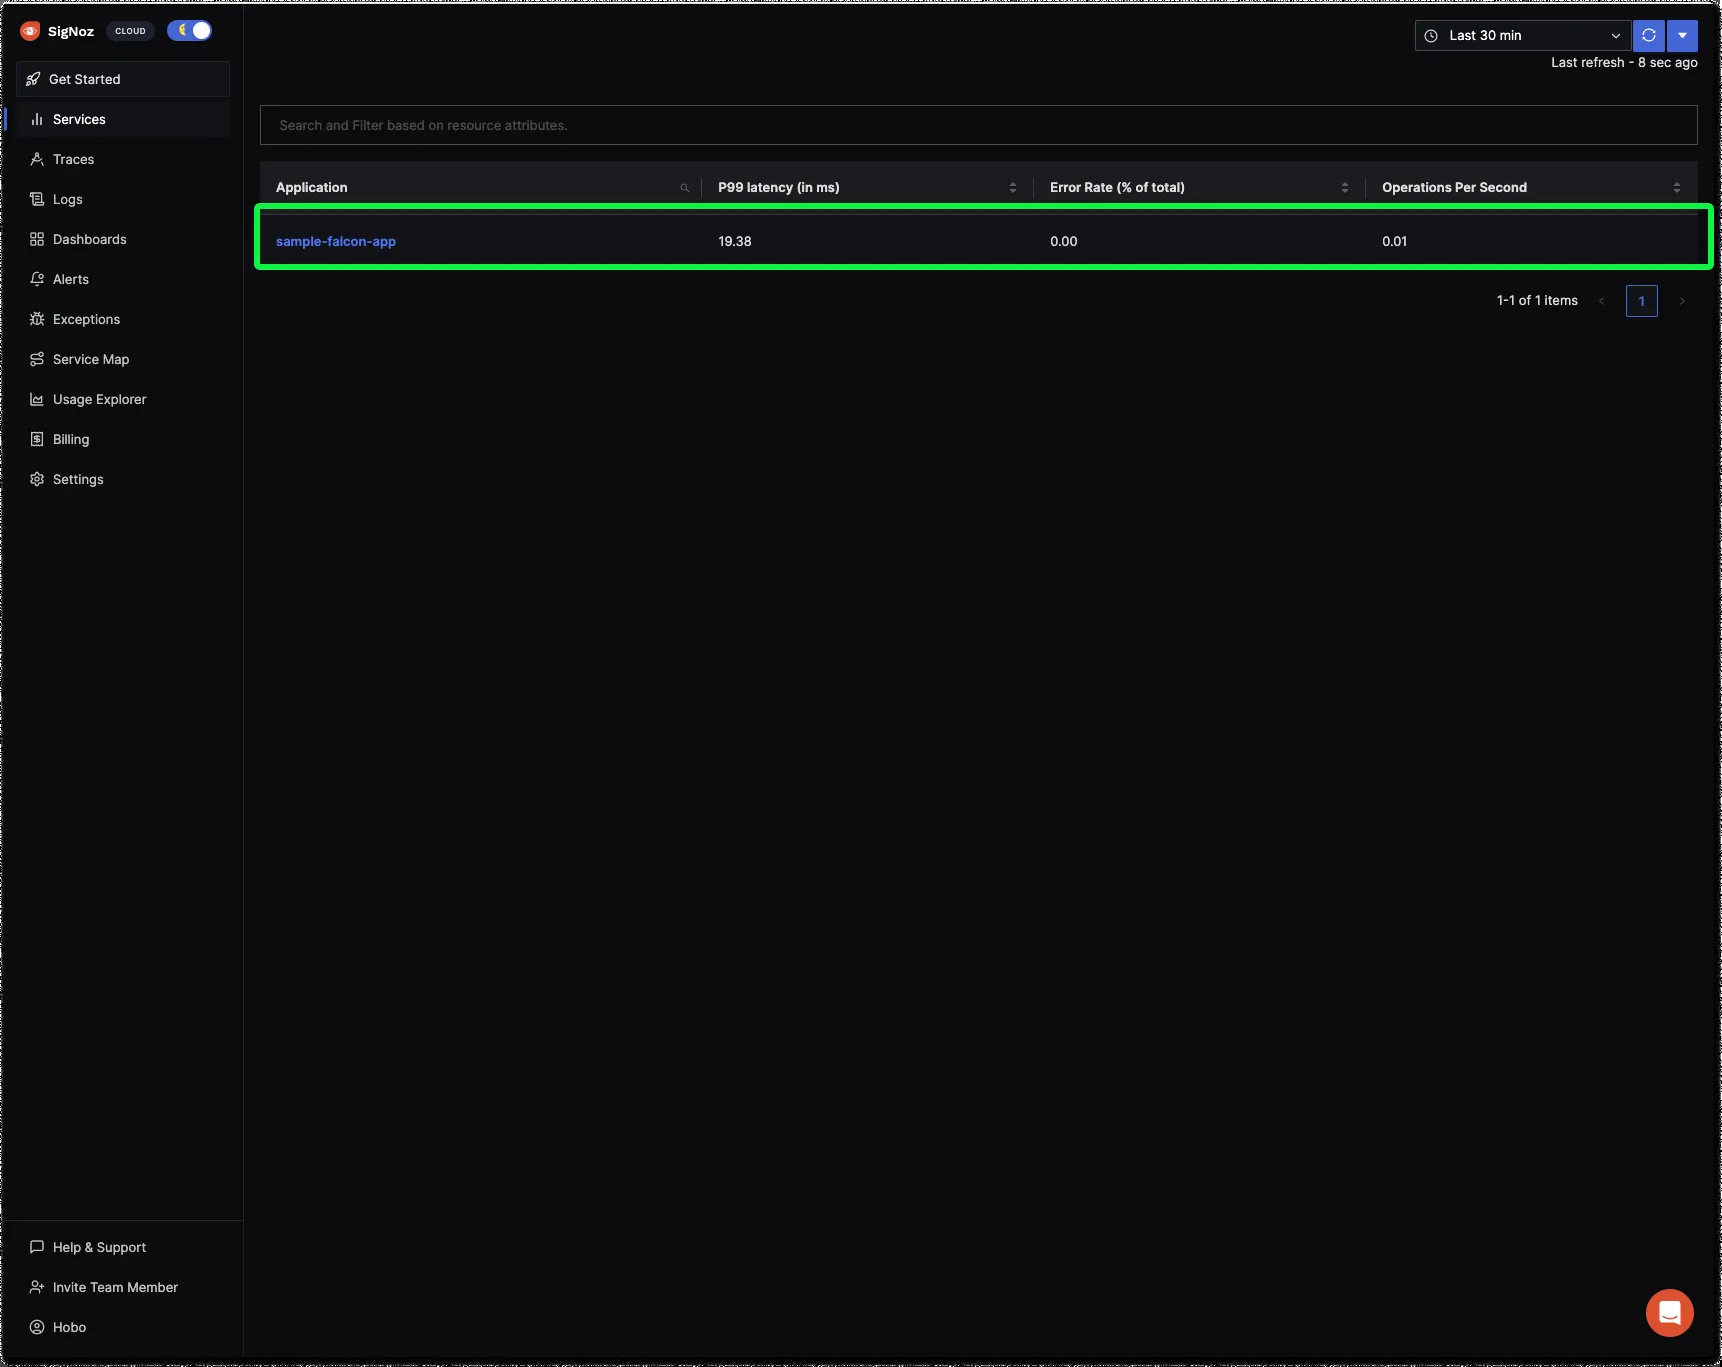 SigNoz CLOUD
Get Started
Services
Traces
Logs
Dashboards
Alerts
Exceptions
Service Map
Usage Explorer
Billing
Settings
Help & Support
Invite Team Member
Hobo
Last 30 min
Last refresh - 8 sec ago
Search and Filter based on resource attributes.
Application P99 latency (in ms) Error Rate (% of total) Operations Per Second
sample-falcon-app 19.38 0.00 0.01
1-1 of 1 items < 1 >